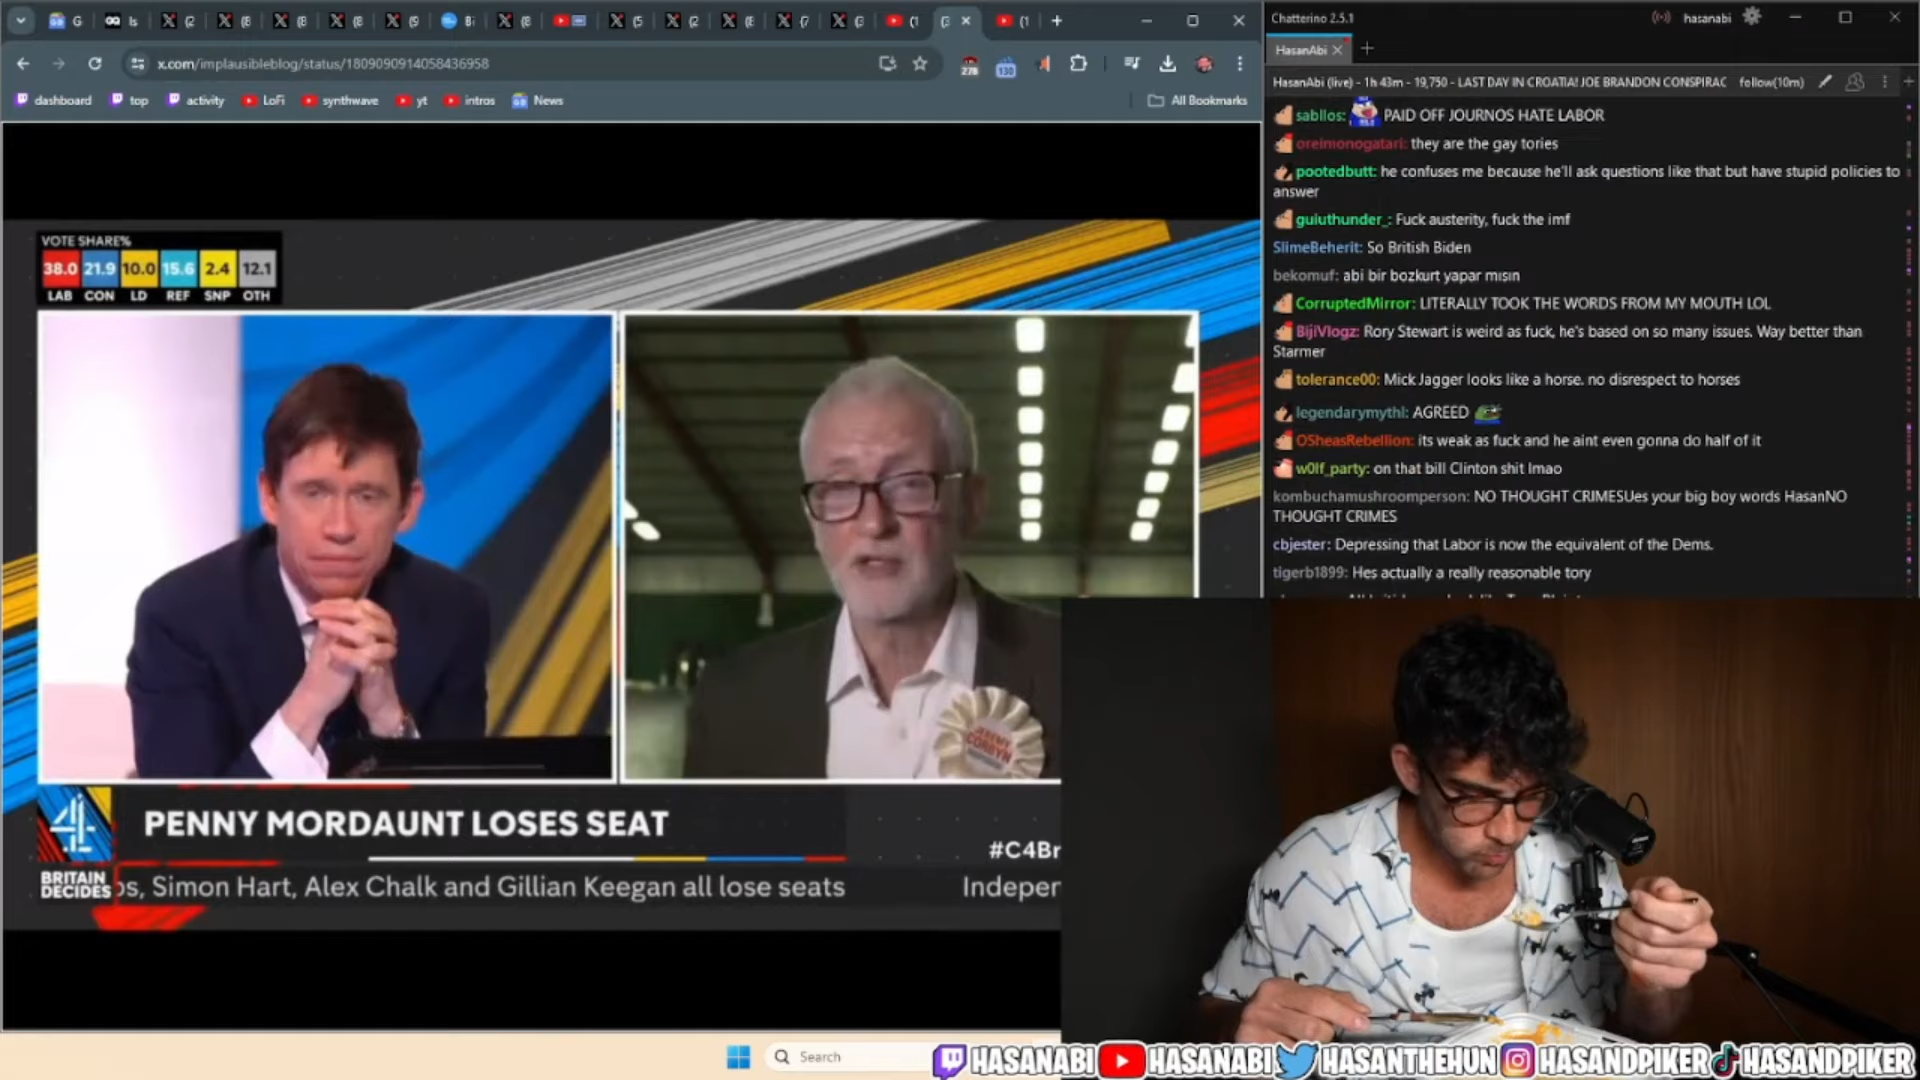 x.com/implausibleblog/status/1809090914058436958
278
130
dashboard
top
activity
LoFi
synthwave
yt
intros
News
All Bookmarks
VOTE SHARE%
38.0 21.9 10.0 15.6 2.4 12.1
LAB CON LD REF SNP OTH
JEREMY
CORBYN
4
PENNY MORDAUNT LOSES SEAT
#C4Br
BRITAIN
DECIDES
os, Simon Hart, Alex Chalk and Gillian Keegan all lose seats
Indepen
Search
Chatterino 2.5.1
hasanabi
HasanAbi
HasanAbi (live) - 1h 43m - 19,750 - LAST DAY IN CROATIA! JOE BRANDON CONSPIRAC
follow(10m)
sabllos: PAID OFF JOURNOS HATE LABOR
oreimonogatari: they are the gay tories
pootedbutt: he confuses me because he'll ask questions like that but have stupid policies to
answer
guluthunder_: Fuck austerity, fuck the imf
SlimeBeherit: So British Biden
bekomuf: abi bir bozkurt yapar mısın
CorruptedMirror: LITERALLY TOOK THE WORDS FROM MY MOUTH LOL
BijiVlogz: Rory Stewart is weird as fuck, he's based on so many issues. Way better than
Starmer
tolerance00: Mick Jagger looks like a horse. no disrespect to horses
legendarymythl: AGREED
OSheasRebellion: its weak as fuck and he aint even gonna do half of it
w0lf_party: on that bill Clinton shit lmao
kombuchamushroomperson: NO THOUGHT CRIMESUes your big boy words HasanNO
THOUGHT CRIMES
cbjester: Depressing that Labor is now the equivalent of the Dems.
tigerb1899: Hes actually a really reasonable tory
HASANABI HASANABI HASANTHEHUN HASANDPIKER HASANDPIKER